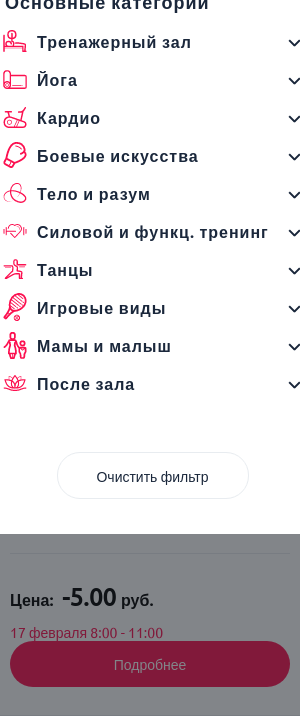 Основные категории
Тренажерный зал
Йога
Кардио
Боевые искусства
Тело и разум
Силовой и функц. тренинг
Танцы
Игровые виды
Мамы и малыш
После зала
Очистить фильтр
Цена: -5.00 руб.
17 февраля 8:00 - 11:00
Подробнее